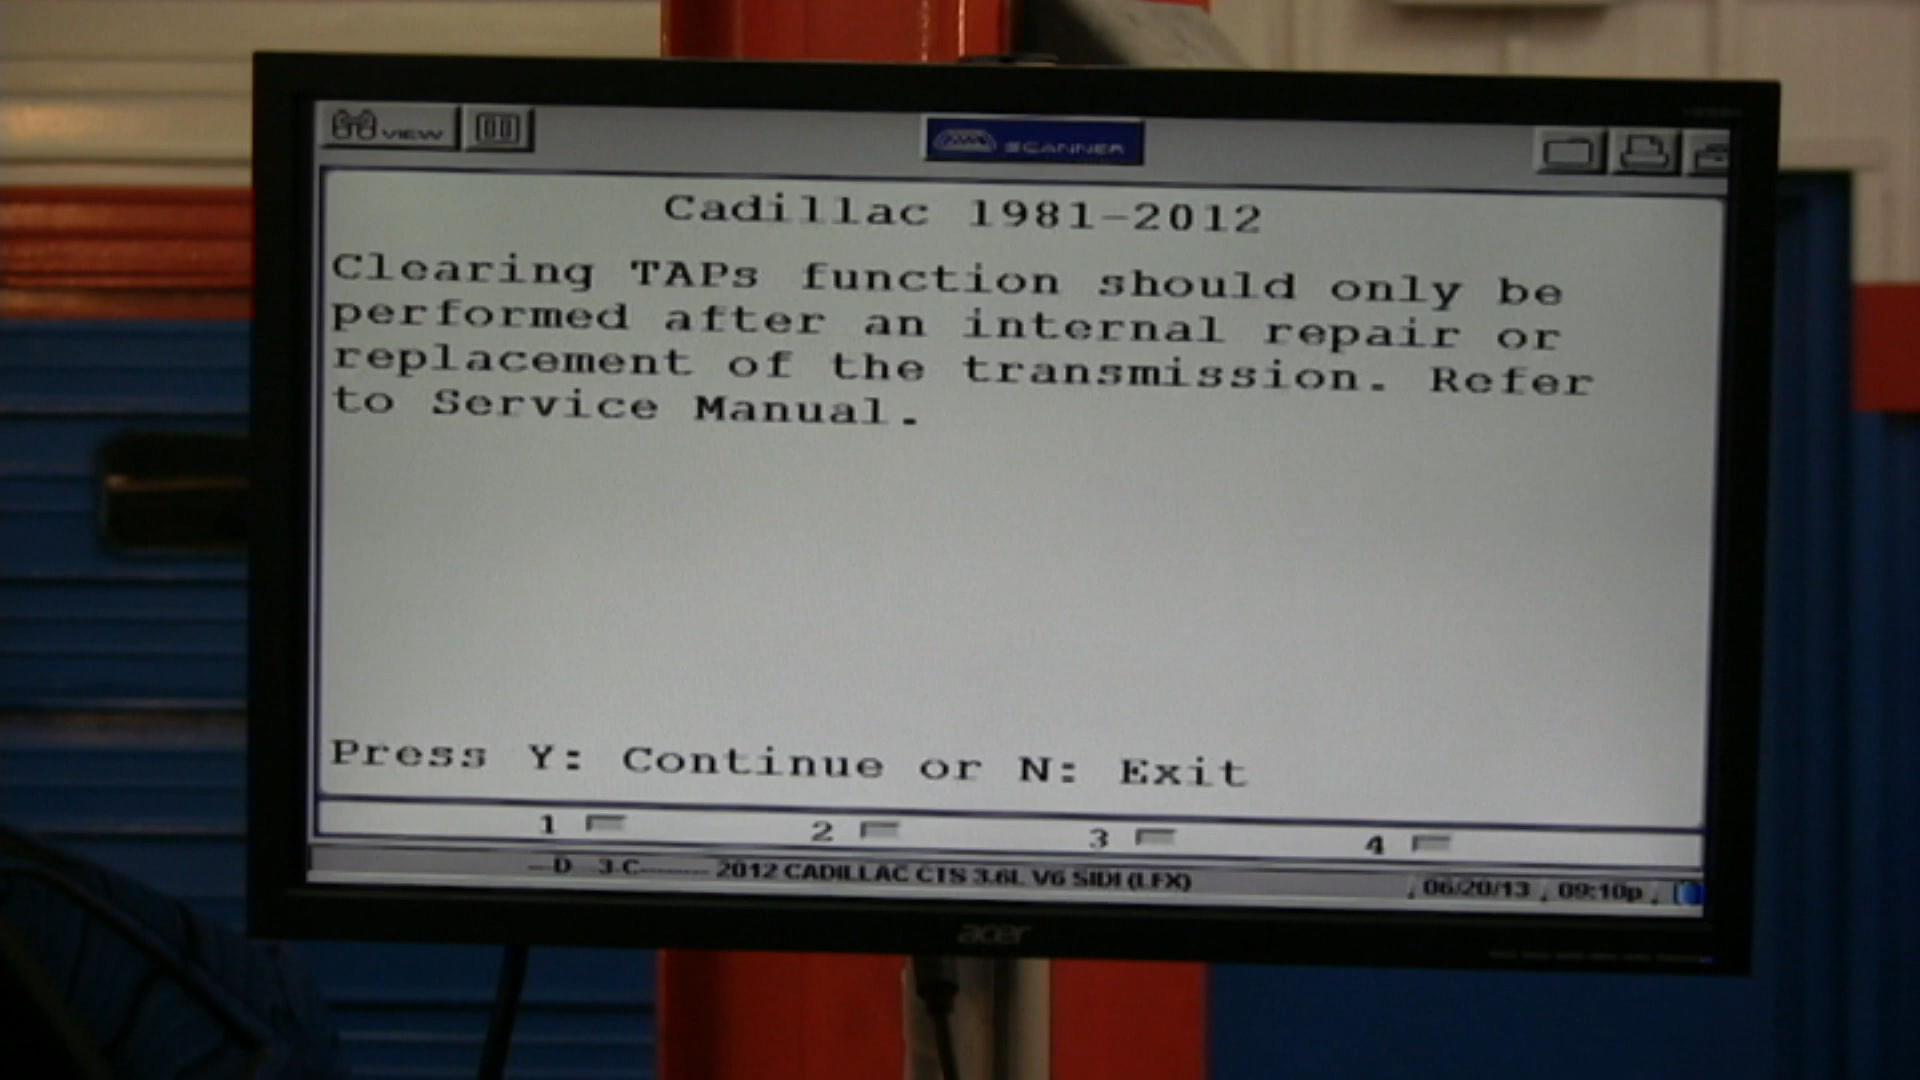 VIEW
SCANNER
Cadillac 1981-2012
Clearing TAPs function should only be
performed after an internal repair or
replacement of the transmission. Refer
to Service Manual.
Press Y: Continue or N: Exit
1 2 3 4
---D 3-C-------- 2012 CADILLAC CTS 3.6L V6 SIDI (LFX) 06/20/13 09:10p
acer